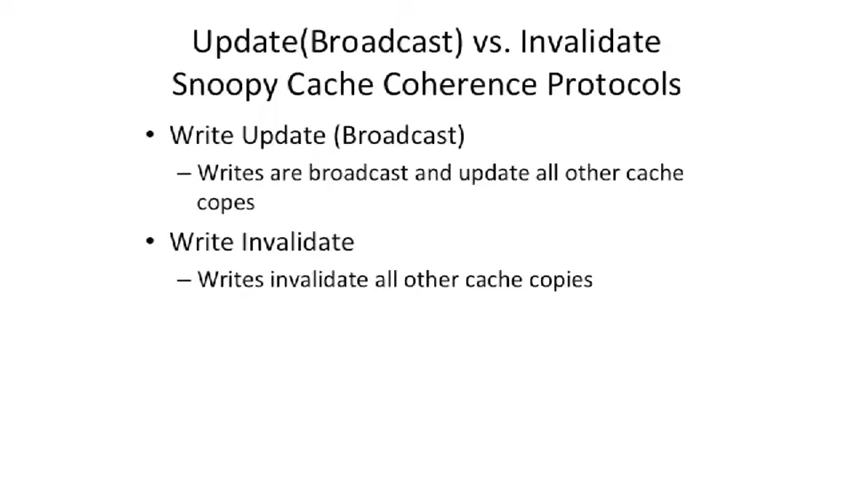 Update(Broadcast) vs. Invalidate
Snoopy Cache Coherence Protocols
• Write Update (Broadcast)
– Writes are broadcast and update all other cache
copes
• Write Invalidate
– Writes invalidate all other cache copies